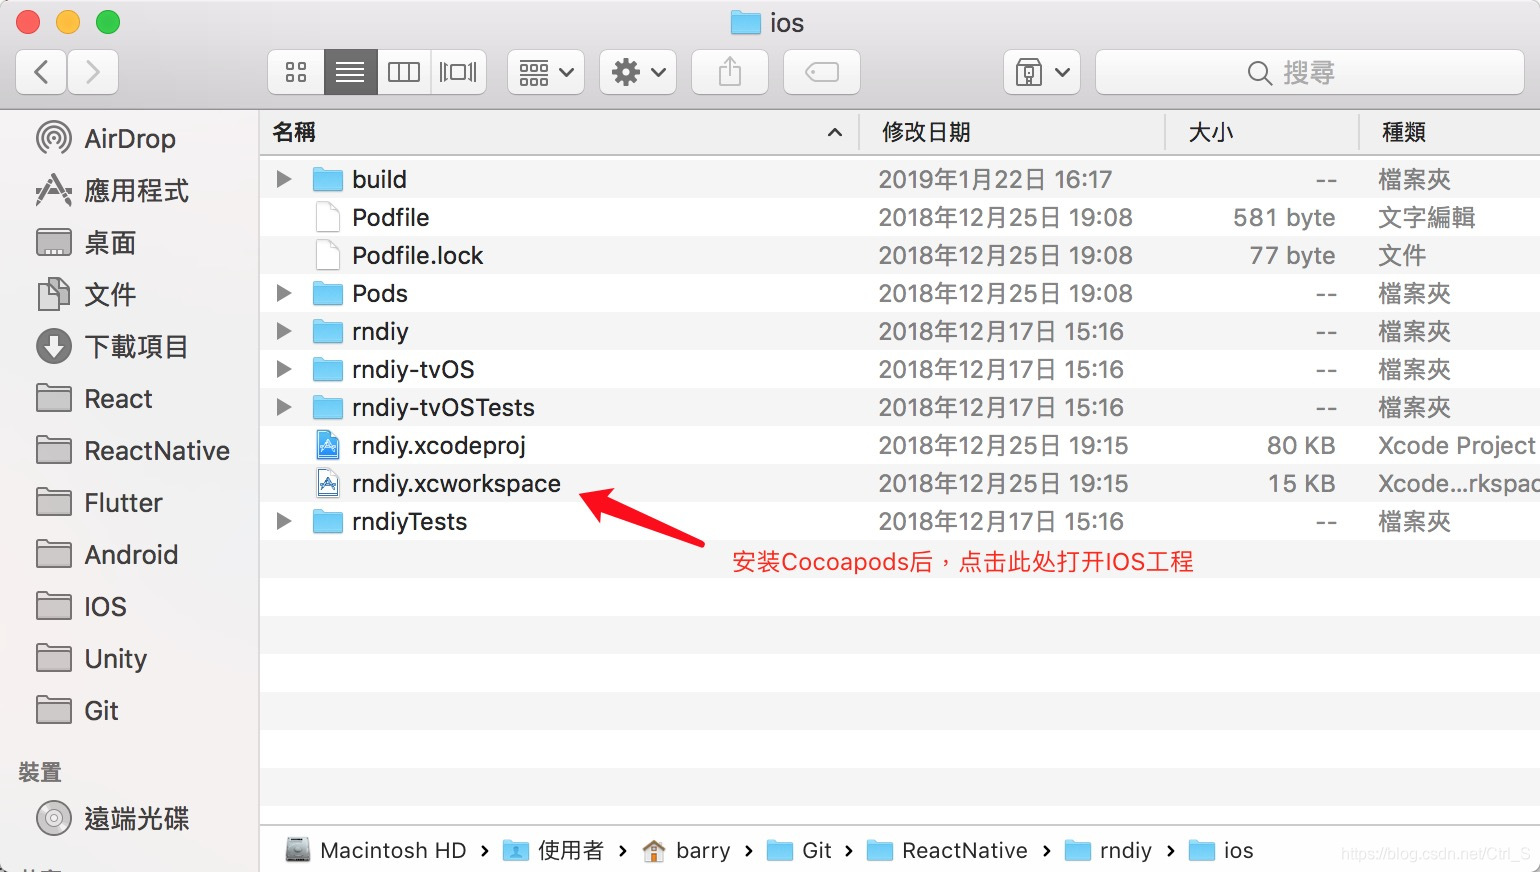 ios
搜尋
AirDrop
應用程式
桌面
文件
下載項目
React
ReactNative
Flutter
Android
IOS
Unity
Git
裝置
遠端光碟
名稱 修改日期 大小 種類
build 2019年1月22日 16:17 -- 檔案夾
Podfile 2018年12月25日 19:08 581 byte 文字編輯
Podfile.lock 2018年12月25日 19:08 77 byte 文件
Pods 2018年12月25日 19:08 -- 檔案夾
rndiy 2018年12月17日 15:16 -- 檔案夾
rndiy-tvOS 2018年12月17日 15:16 -- 檔案夾
rndiy-tvOSTests 2018年12月17日 15:16 -- 檔案夾
rndiy.xcodeproj 2018年12月25日 19:15 80 KB Xcode Project
rndiy.xcworkspace 2018年12月25日 19:15 15 KB Xcode...rkspac
rndiyTests 2018年12月17日 15:16 -- 檔案夾
安装Cocoapods后，点击此处打开IOS工程
Macintosh HD › 使用者 › barry › Git › ReactNative › rndiy › ios
https://blog.csdn.net/Ctrl_S